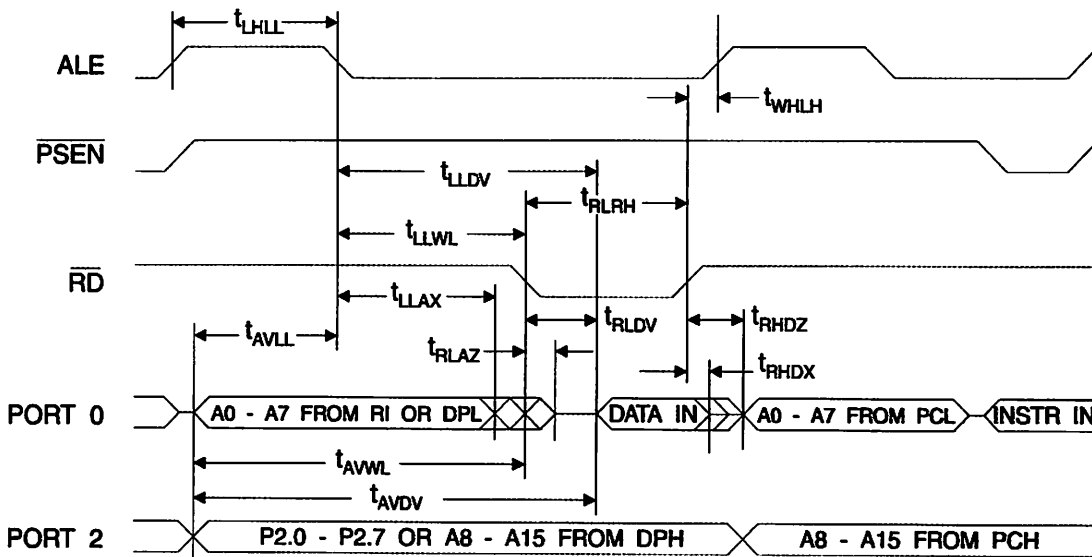 tLHLL
ALE
tWHLH
PSEN
tLLDV
tRLRH
tLLWL
RD
tLLAX
tRLDV
tRHDZ
tAVLL
tRLAZ
tRHDX
PORT 0
A0 - A7 FROM RI OR DPL
DATA IN
A0 - A7 FROM PCL
INSTR IN
tAVWL
tAVDV
PORT 2
P2.0 - P2.7 OR A8 - A15 FROM DPH
A8 - A15 FROM PCH